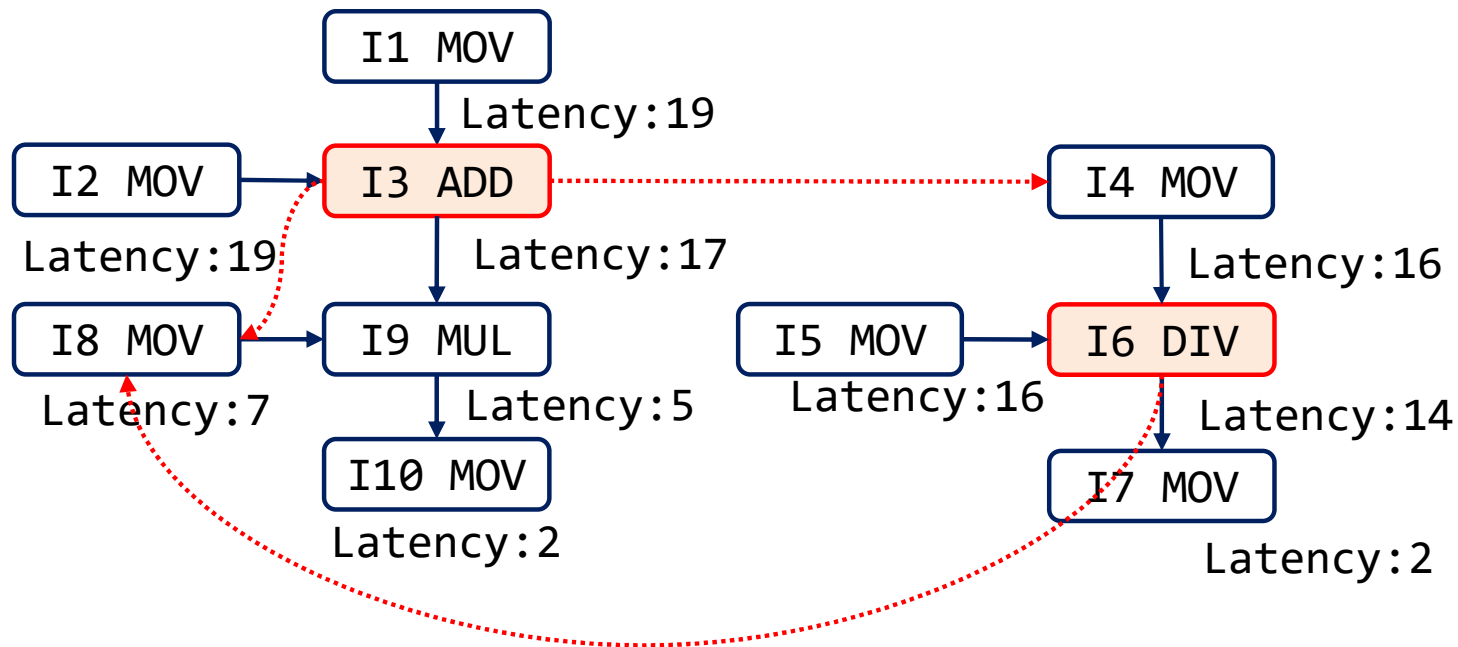 I1 MOV
Latency:19
I2 MOV
I3 ADD
I4 MOV
Latency:19
Latency:17
Latency:16
I8 MOV
I9 MUL
I5 MOV
I6 DIV
Latency:7
Latency:5
Latency:16
Latency:14
I10 MOV
I7 MOV
Latency:2
Latency:2